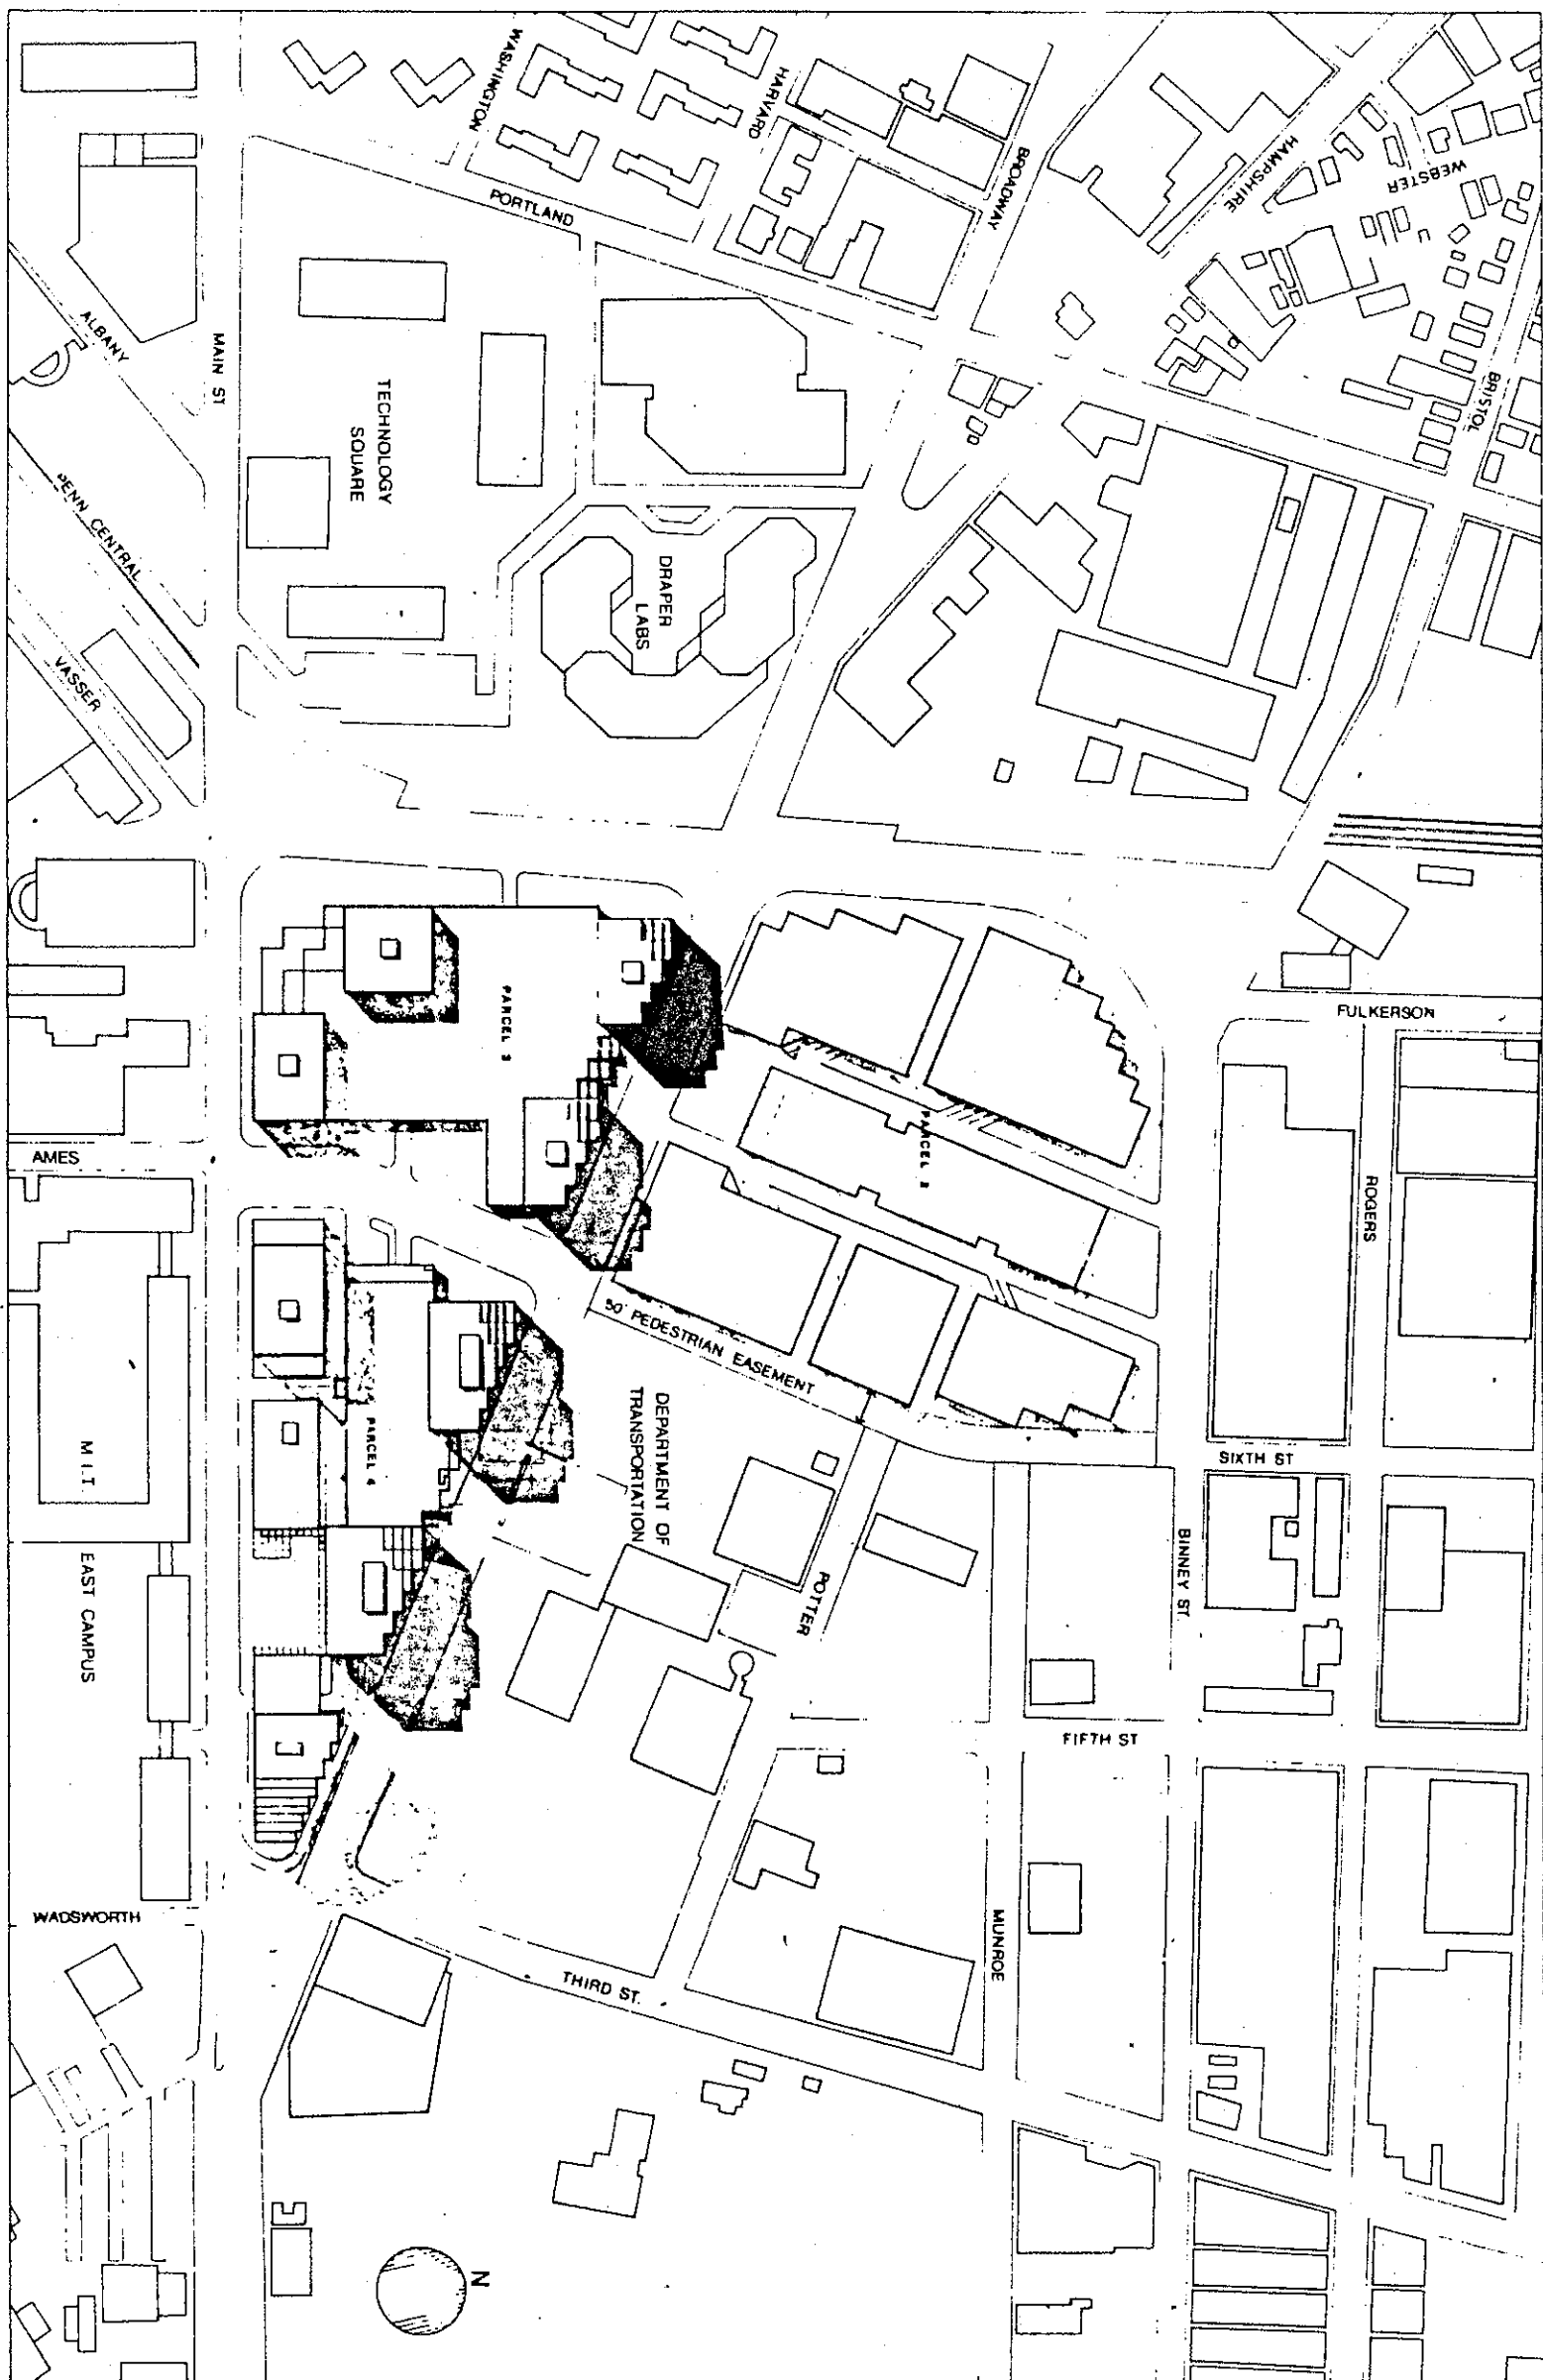 WASHINGTON
HARVARD
BROADWAY
HAMPSHIRE
WEBSTER
PORTLAND
BRISTOL
ALBANY
MAIN ST
TECHNOLOGY
SQUARE
PENN CENTRAL
DRAPER
LABS
VASSER
PARCEL 3
FULKERSON
PARCEL 2
AMES
ROGERS
50' PEDESTRIAN EASEMENT
DEPARTMENT OF
TRANSPORTATION
PARCEL 4
M I T
EAST CAMPUS
SIXTH ST
BINNEY ST.
POTTER
FIFTH ST
WADSWORTH
MUNROE
THIRD ST.
N